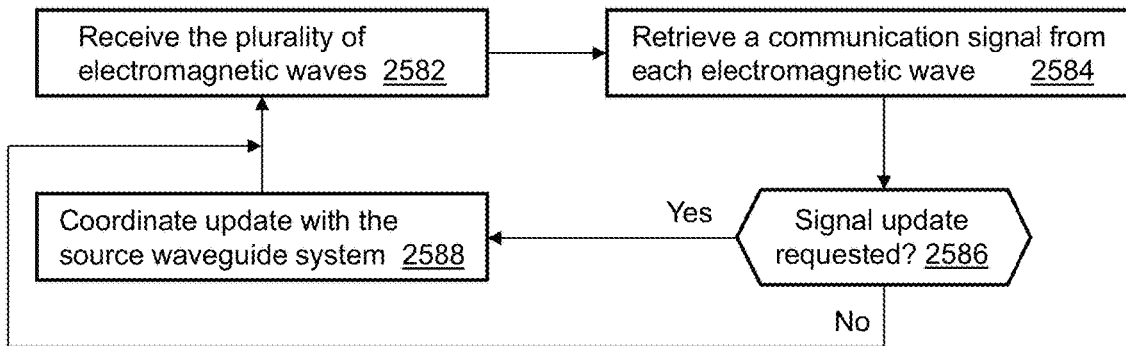 Receive the plurality of
electromagnetic waves 2582
Retrieve a communication signal from
each electromagnetic wave 2584
Signal update
requested? 2586
Yes
Coordinate update with the
source waveguide system 2588
No